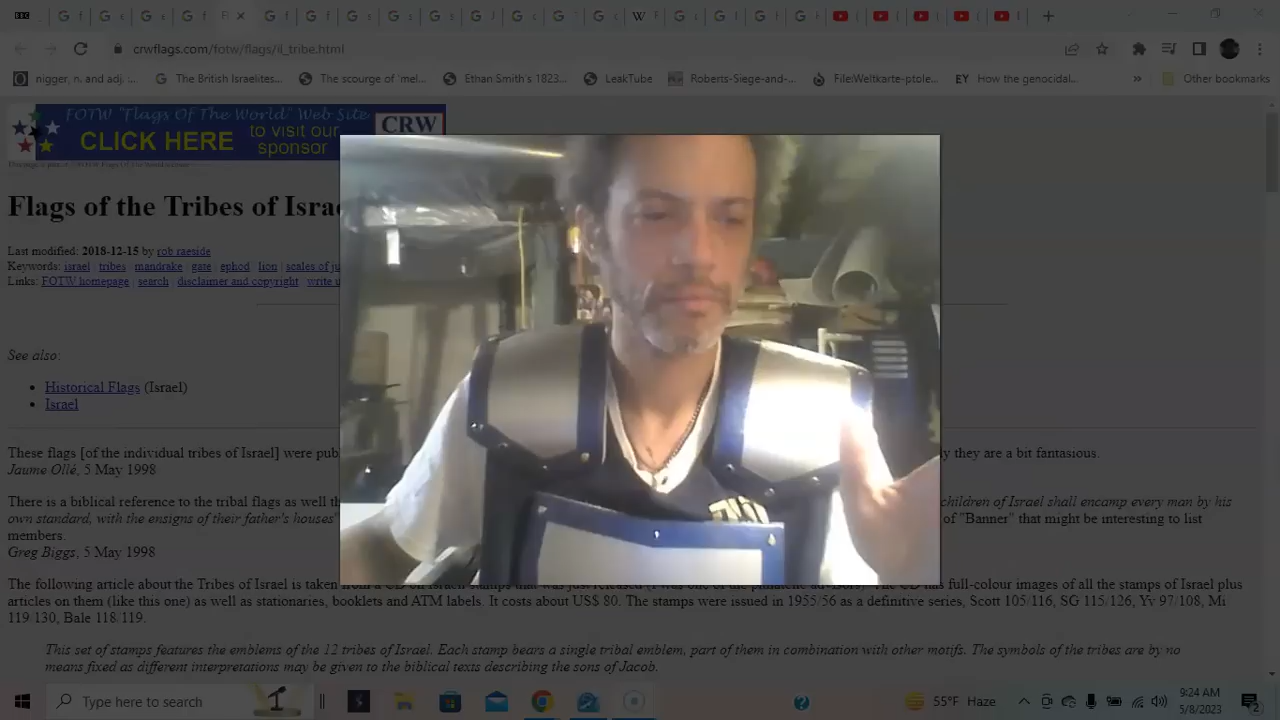 BBC
crwflags.com/fotw/flags/il_tribe.html
nigger, n. and adj. :...
The British Israelites...
The scourge of 'mel...
Ethan Smith's 1823...
LeakTube
Roberts-Siege-and-...
File:Weltkarte-ptole...
EY How the genocidal...
»
Other bookmarks
FOTW "Flags Of The World" Web Site
CLICK HERE
to visit our
sponsor
CRW
Flags of the Tribes of Israe
Last modified: 2018-12-15 by rob raeside
Keywords: israel | tribes | mandrake | gate | ephod | lion | scales of ju
Links: FOTW homepage | search | disclaimer and copyright | write u
See also:
• Historical Flags (Israel)
• Israel
These flags [of the individual tribes of Israel] were pub y they are a bit fantasious.
Jaume Ollé, 5 May 1998
There is a biblical reference to the tribal flags as well th children of Israel shall encamp every man by his
own standard, with the ensigns of their father's houses' of "Banner" that might be interesting to list
members.
Greg Biggs, 5 May 1998
The following article about the Tribes of Israel is taken has full-colour images of all the stamps of Israel plus
articles on them (like this one) as well as stationaries, booklets and ATM labels. It costs about US$ 80. The stamps were issued in 1955/56 as a definitive series, Scott 105/116, SG 115/126, Yv 97/108, Mi
119/130, Bale 118/119.
This set of stamps features the emblems of the 12 tribes of Israel. Each stamp bears a single tribal emblem, part of them in combination with other motifs. The symbols of the tribes are by no
means fixed as different interpretations may be given to the biblical texts describing the sons of Jacob.
Type here to search
55°F Haze
9:24 AM
5/8/2023
2